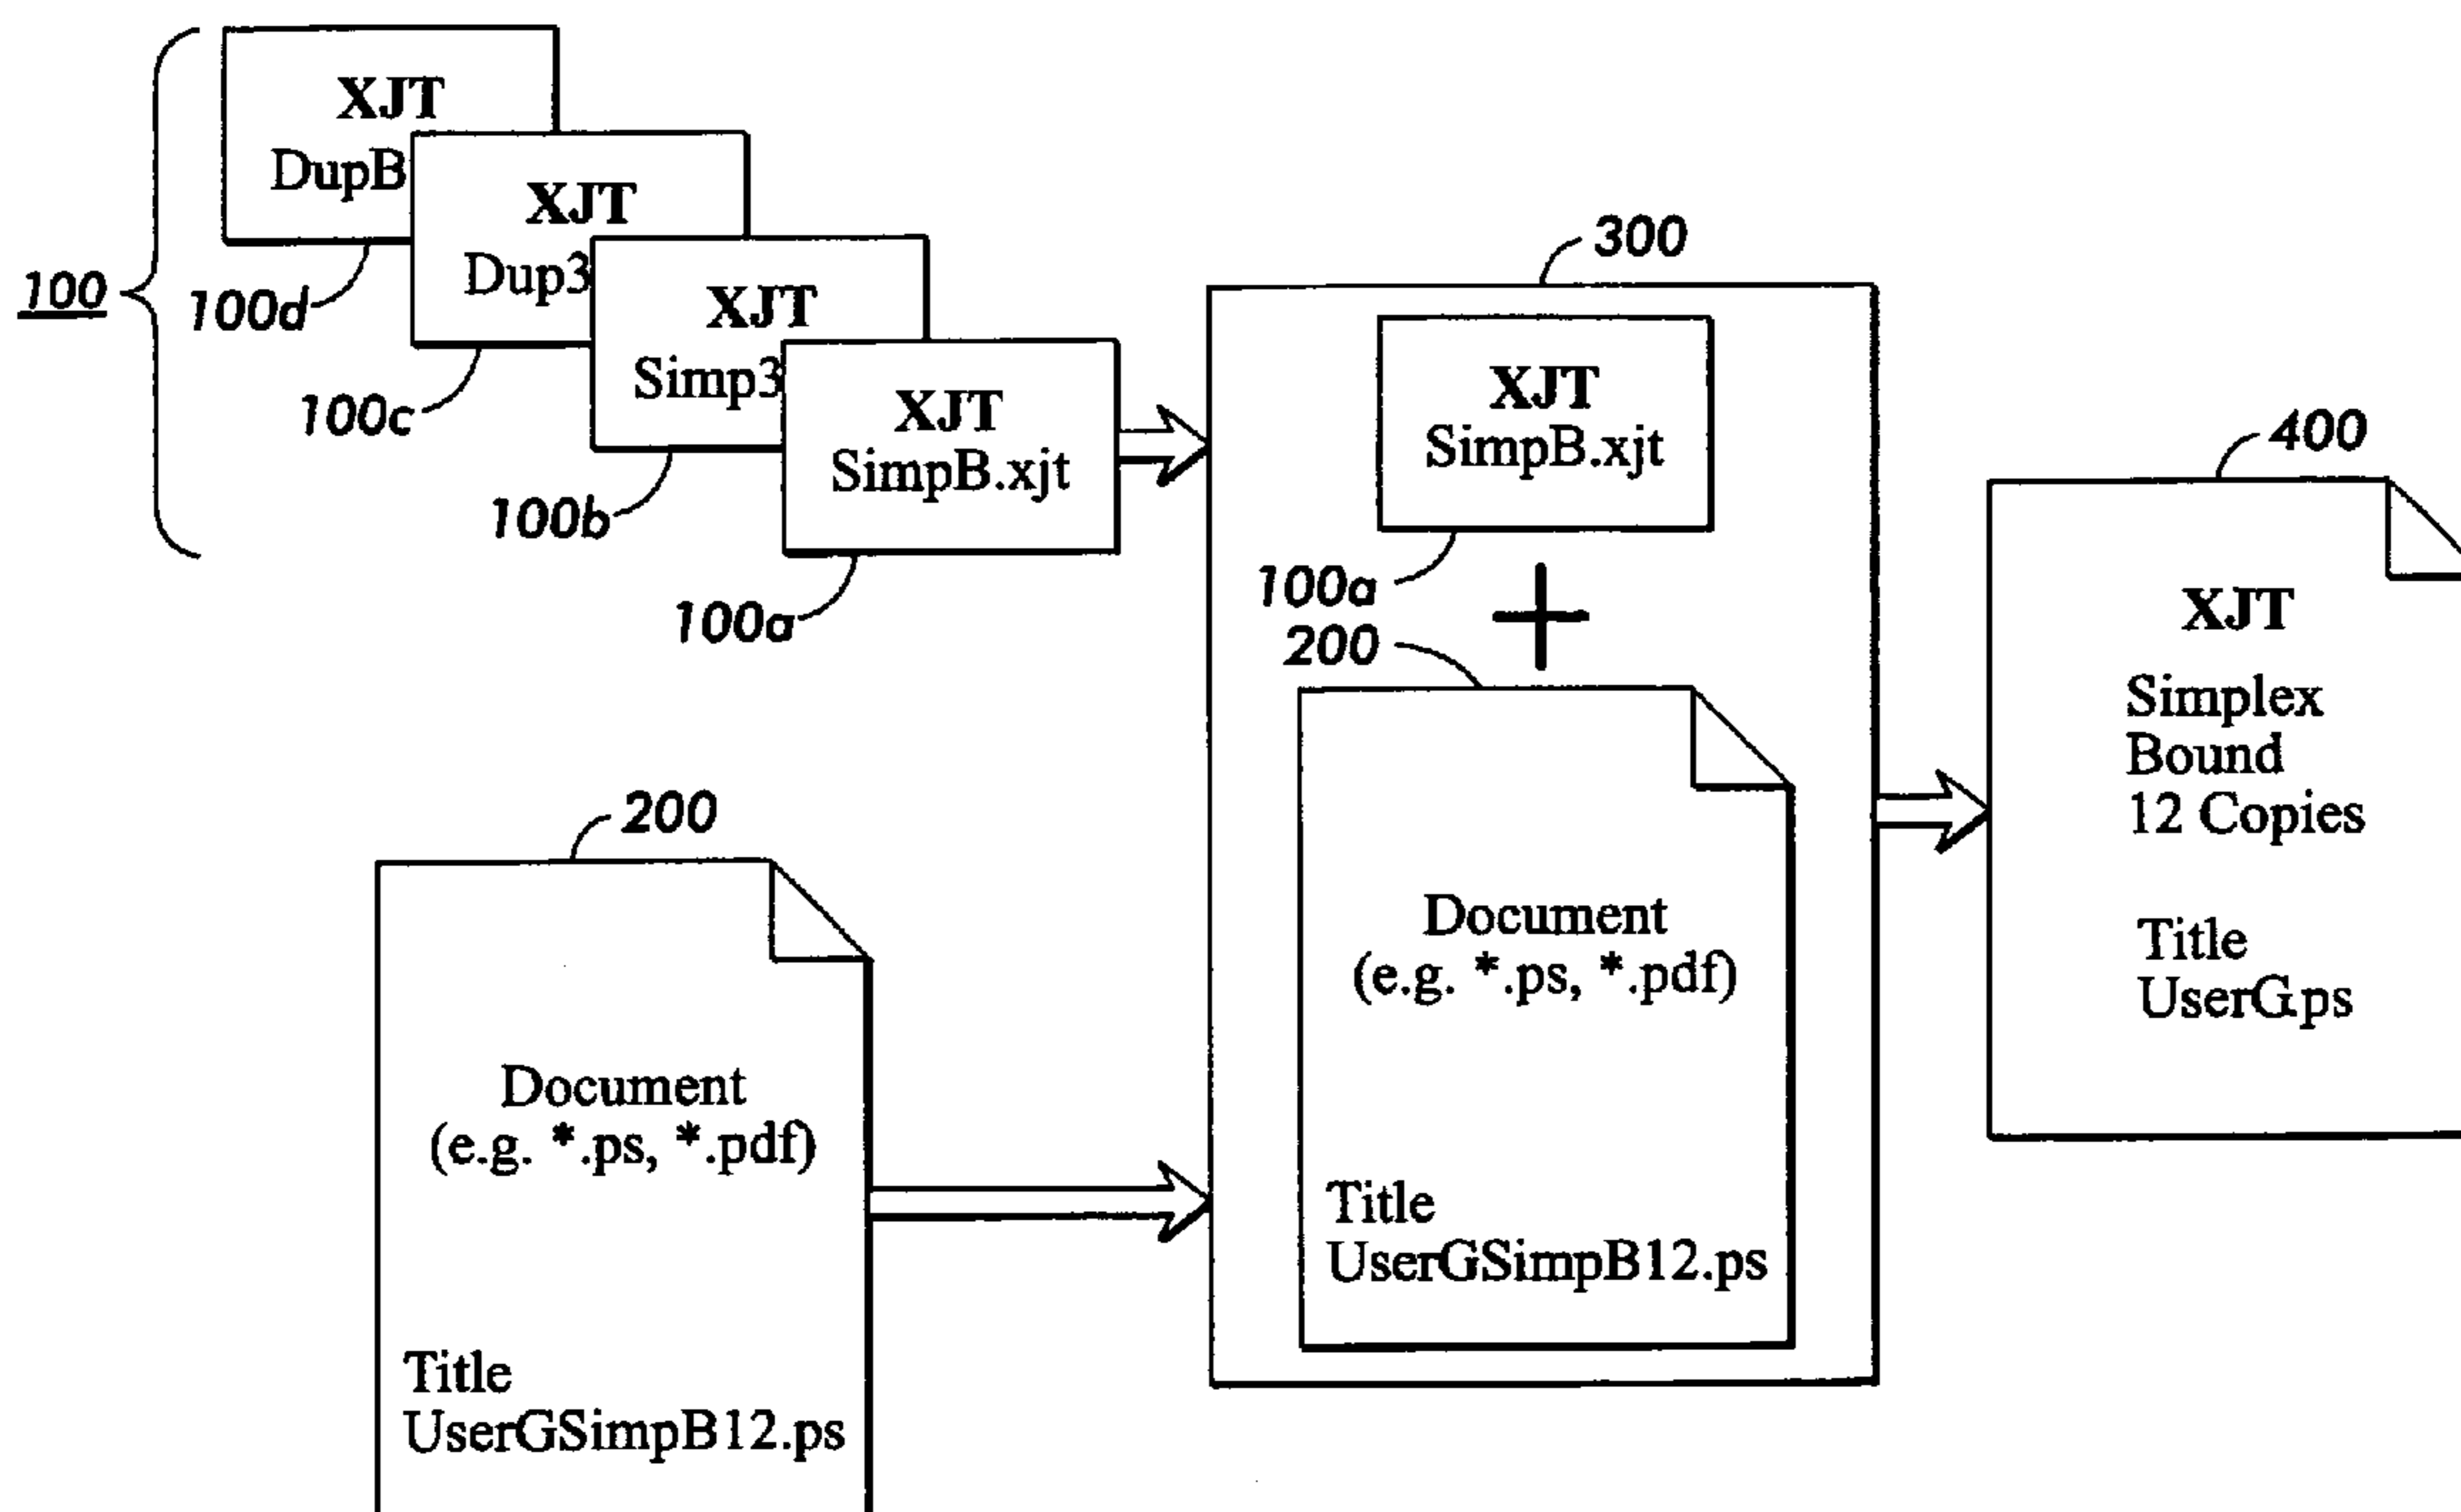 XJT
DupB
XJT
Dup3
XJT
Simp3
XJT
SimpB.xjt
100
100d
100c
100b
100a
300
XJT
SimpB.xjt
100a
200
Document
(e.g. *.ps, *.pdf)
Title
UserGSimpB12.ps
200
Document
(e.g. *.ps, *.pdf)
Title
UserGSimpB12.ps
400
XJT
Simplex
Bound
12 Copies
Title
UserG.ps